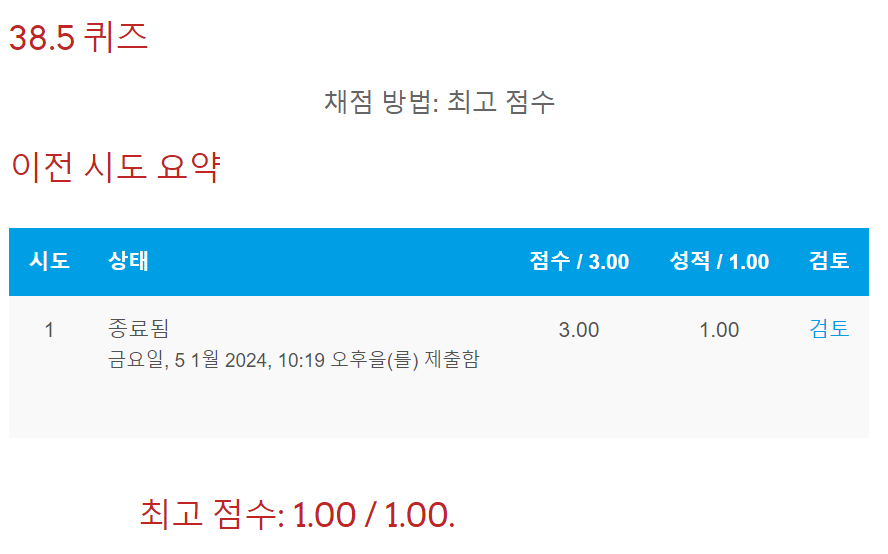 38.5 퀴즈
채점 방법: 최고 점수
이전 시도 요약
시도 상태 점수 / 3.00 성적 / 1.00 검토
1 종료됨 3.00 1.00 검토
금요일, 5 1월 2024, 10:19 오후을(를) 제출함
최고 점수: 1.00 / 1.00.